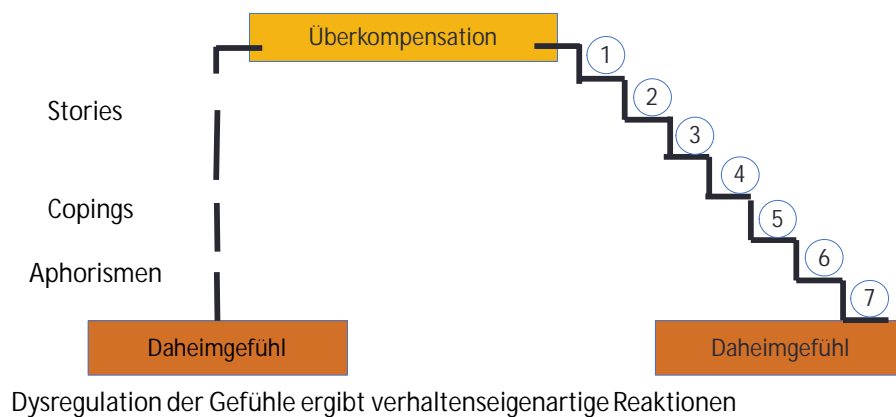 Überkompensation
1
Stories
2
3
4
Copings
5
Aphorismen
6
7
Daheimgefühl
Daheimgefühl
Dysregulation der Gefühle ergibt verhaltenseigenartige Reaktionen